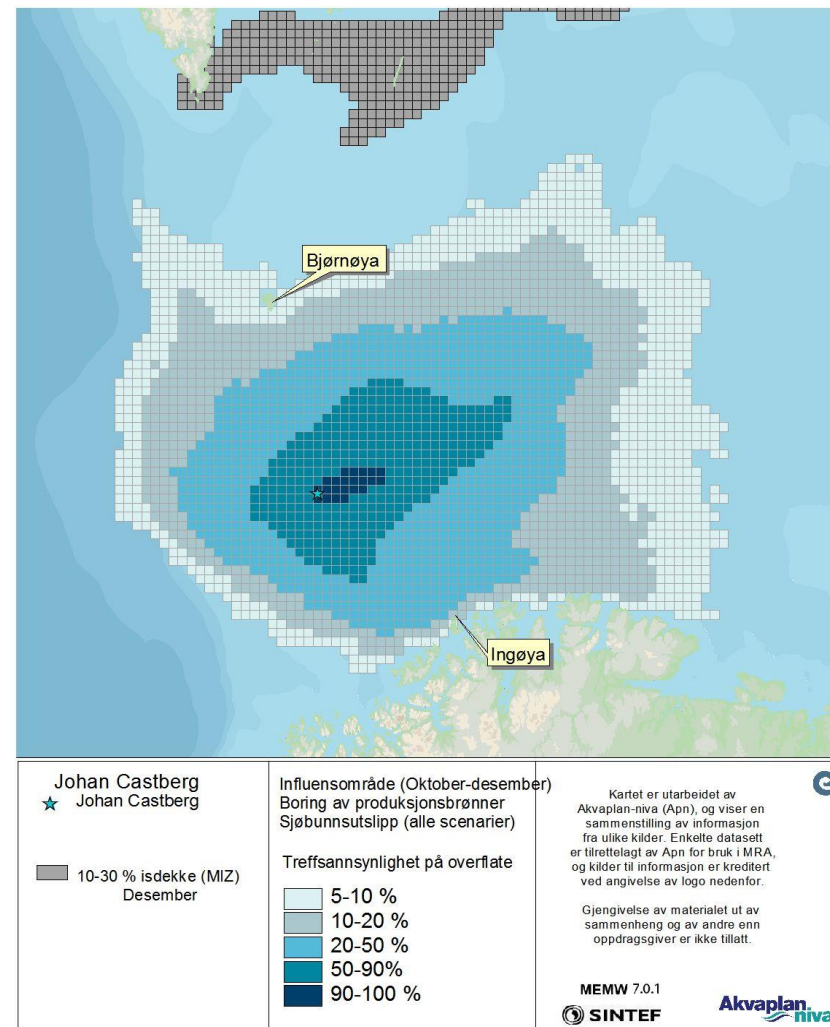 Bjørnøya
Ingøya
Johan Castberg
Johan Castberg
10-30 % isdekke (MIZ)
Desember
Influensområde (Oktober-desember)
Boring av produksjonsbrønner
Sjøbunnsutslipp (alle scenarier)
Treffsannsynlighet på overflate
5-10 %
10-20 %
20-50 %
50-90%
90-100 %
Kartet er utarbeidet av
Akvaplan-niva (Apn), og viser en
sammenstilling av informasjon
fra ulike kilder. Enkelte datasett
er tilrettelagt av Apn for bruk i MRA,
og kilder til informasjon er kreditert
ved angivelse av logo nedenfor.
Gjengivelse av materialet ut av
sammenheng og av andre enn
oppdragsgiver er ikke tillatt.
MEMW 7.0.1
SINTEF
Akvaplan
niva